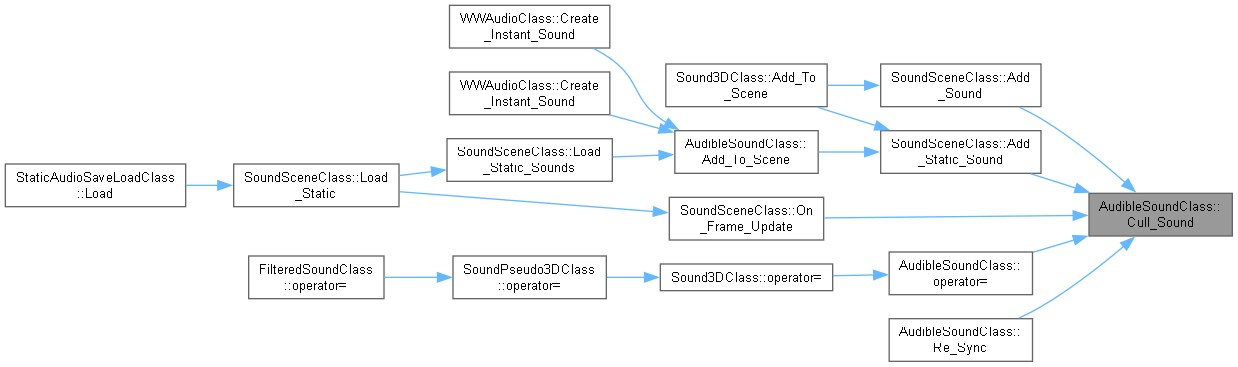 WWAudioClass::Create
_Instant_Sound
WWAudioClass::Create
_Instant_Sound
SoundSceneClass::Load
_Static_Sounds
StaticAudioSaveLoadClass
::Load
SoundSceneClass::Load
_Static
Sound3DClass::Add_To
_Scene
SoundSceneClass::Add
_Sound
AudibleSoundClass::
Add_To_Scene
SoundSceneClass::Add
_Static_Sound
SoundSceneClass::On
_Frame_Update
AudibleSoundClass::
Cull_Sound
FilteredSoundClass
::operator=
SoundPseudo3DClass
::operator=
Sound3DClass::operator=
AudibleSoundClass::
operator=
AudibleSoundClass::
Re_Sync